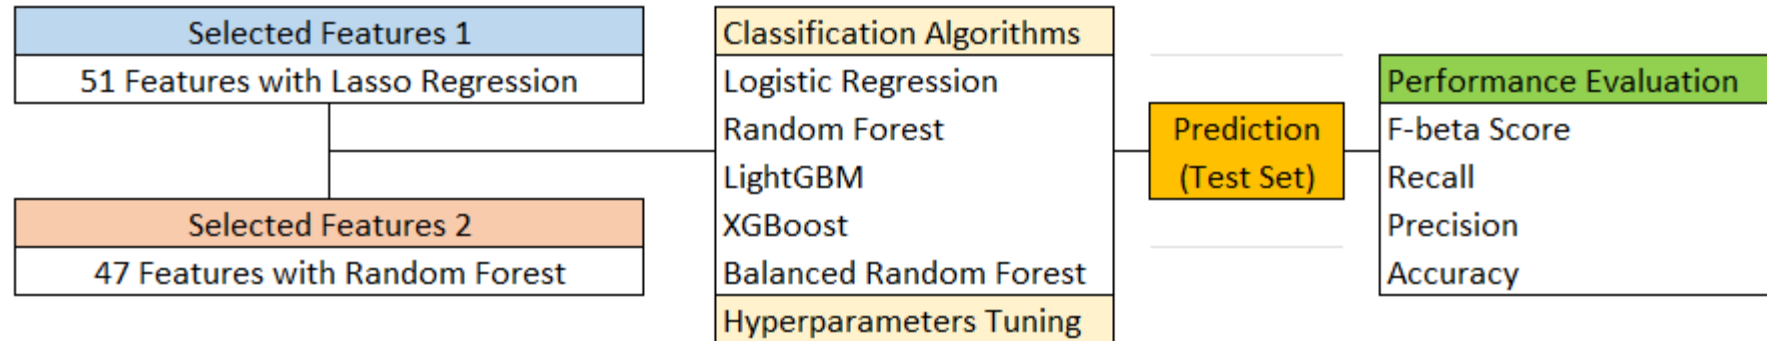 Selected Features 1
51 Features with Lasso Regression
Selected Features 2
47 Features with Random Forest
Classification Algorithms
Logistic Regression
Random Forest
LightGBM
XGBoost
Balanced Random Forest
Hyperparameters Tuning
Prediction
(Test Set)
Performance Evaluation
F-beta Score
Recall
Precision
Accuracy